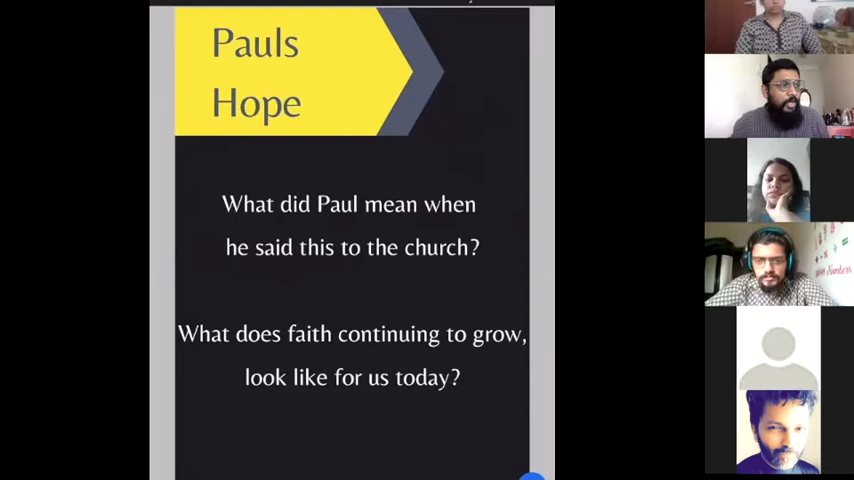 Pauls
Hope
What did Paul mean when
he said this to the church?
What does faith continuing to grow,
look like for us today?
Numbers